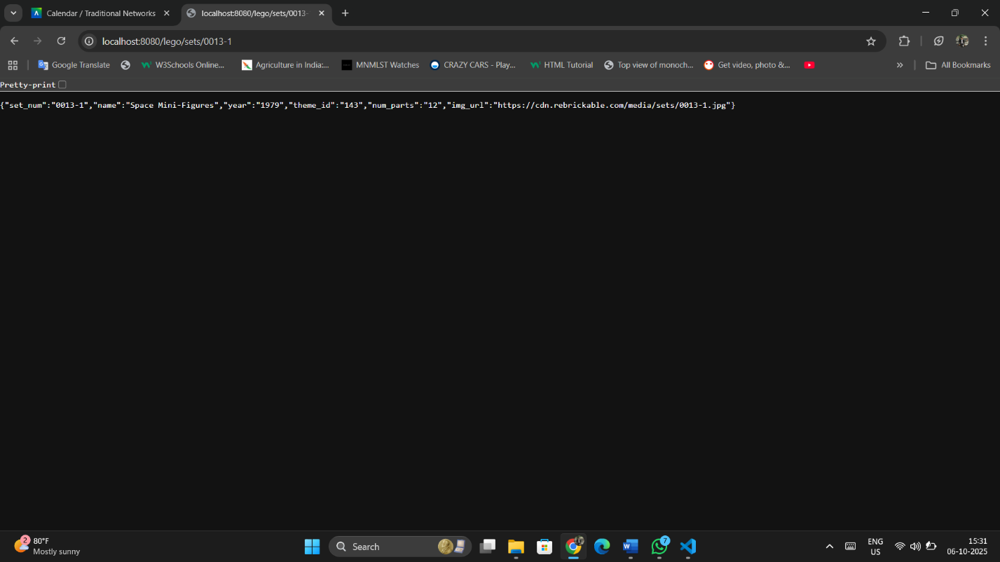 Calendar / Traditional Networks
localhost:8080/lego/sets/0013-
localhost:8080/lego/sets/0013-1
Google Translate
W3Schools Online...
Agriculture in India:...
MNMLST Watches
CRAZY CARS - Play...
HTML Tutorial
Top view of monoch...
Get video, photo &...
All Bookmarks
Pretty-print
{"set_num":"0013-1","name":"Space Mini-Figures","year":"1979","theme_id":"143","num_parts":"12","img_url":"https://cdn.rebrickable.com/media/sets/0013-1.jpg"}
2
80°F
Mostly sunny
Search
W
7
ENG
US
15:31
06-10-2025